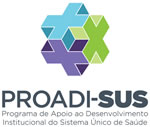 PROADI-SUS
Programa de Apoio ao Desenvolvimento
Institucional do Sistema Único de Saúde